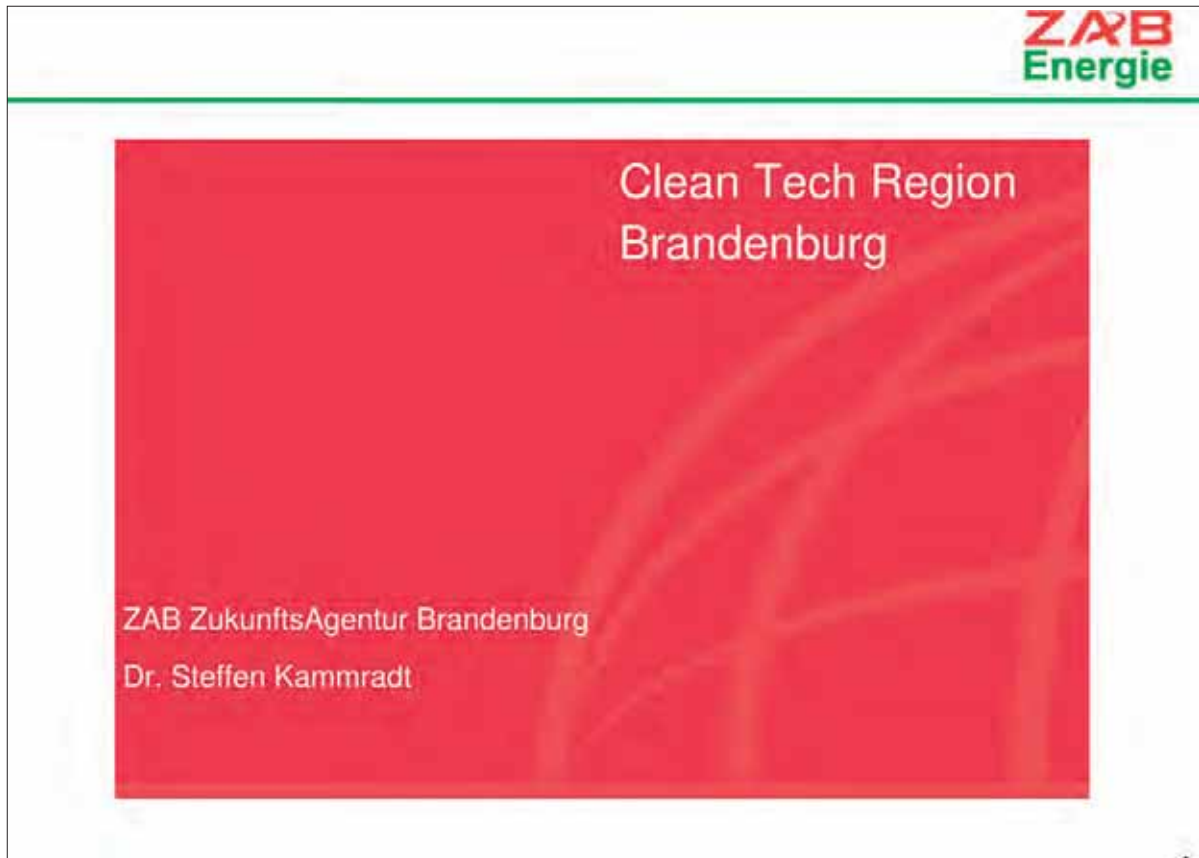 ZAB
Energie
Clean Tech Region
Brandenburg
ZAB ZukunftsAgentur Brandenburg
Dr. Steffen Kammradt